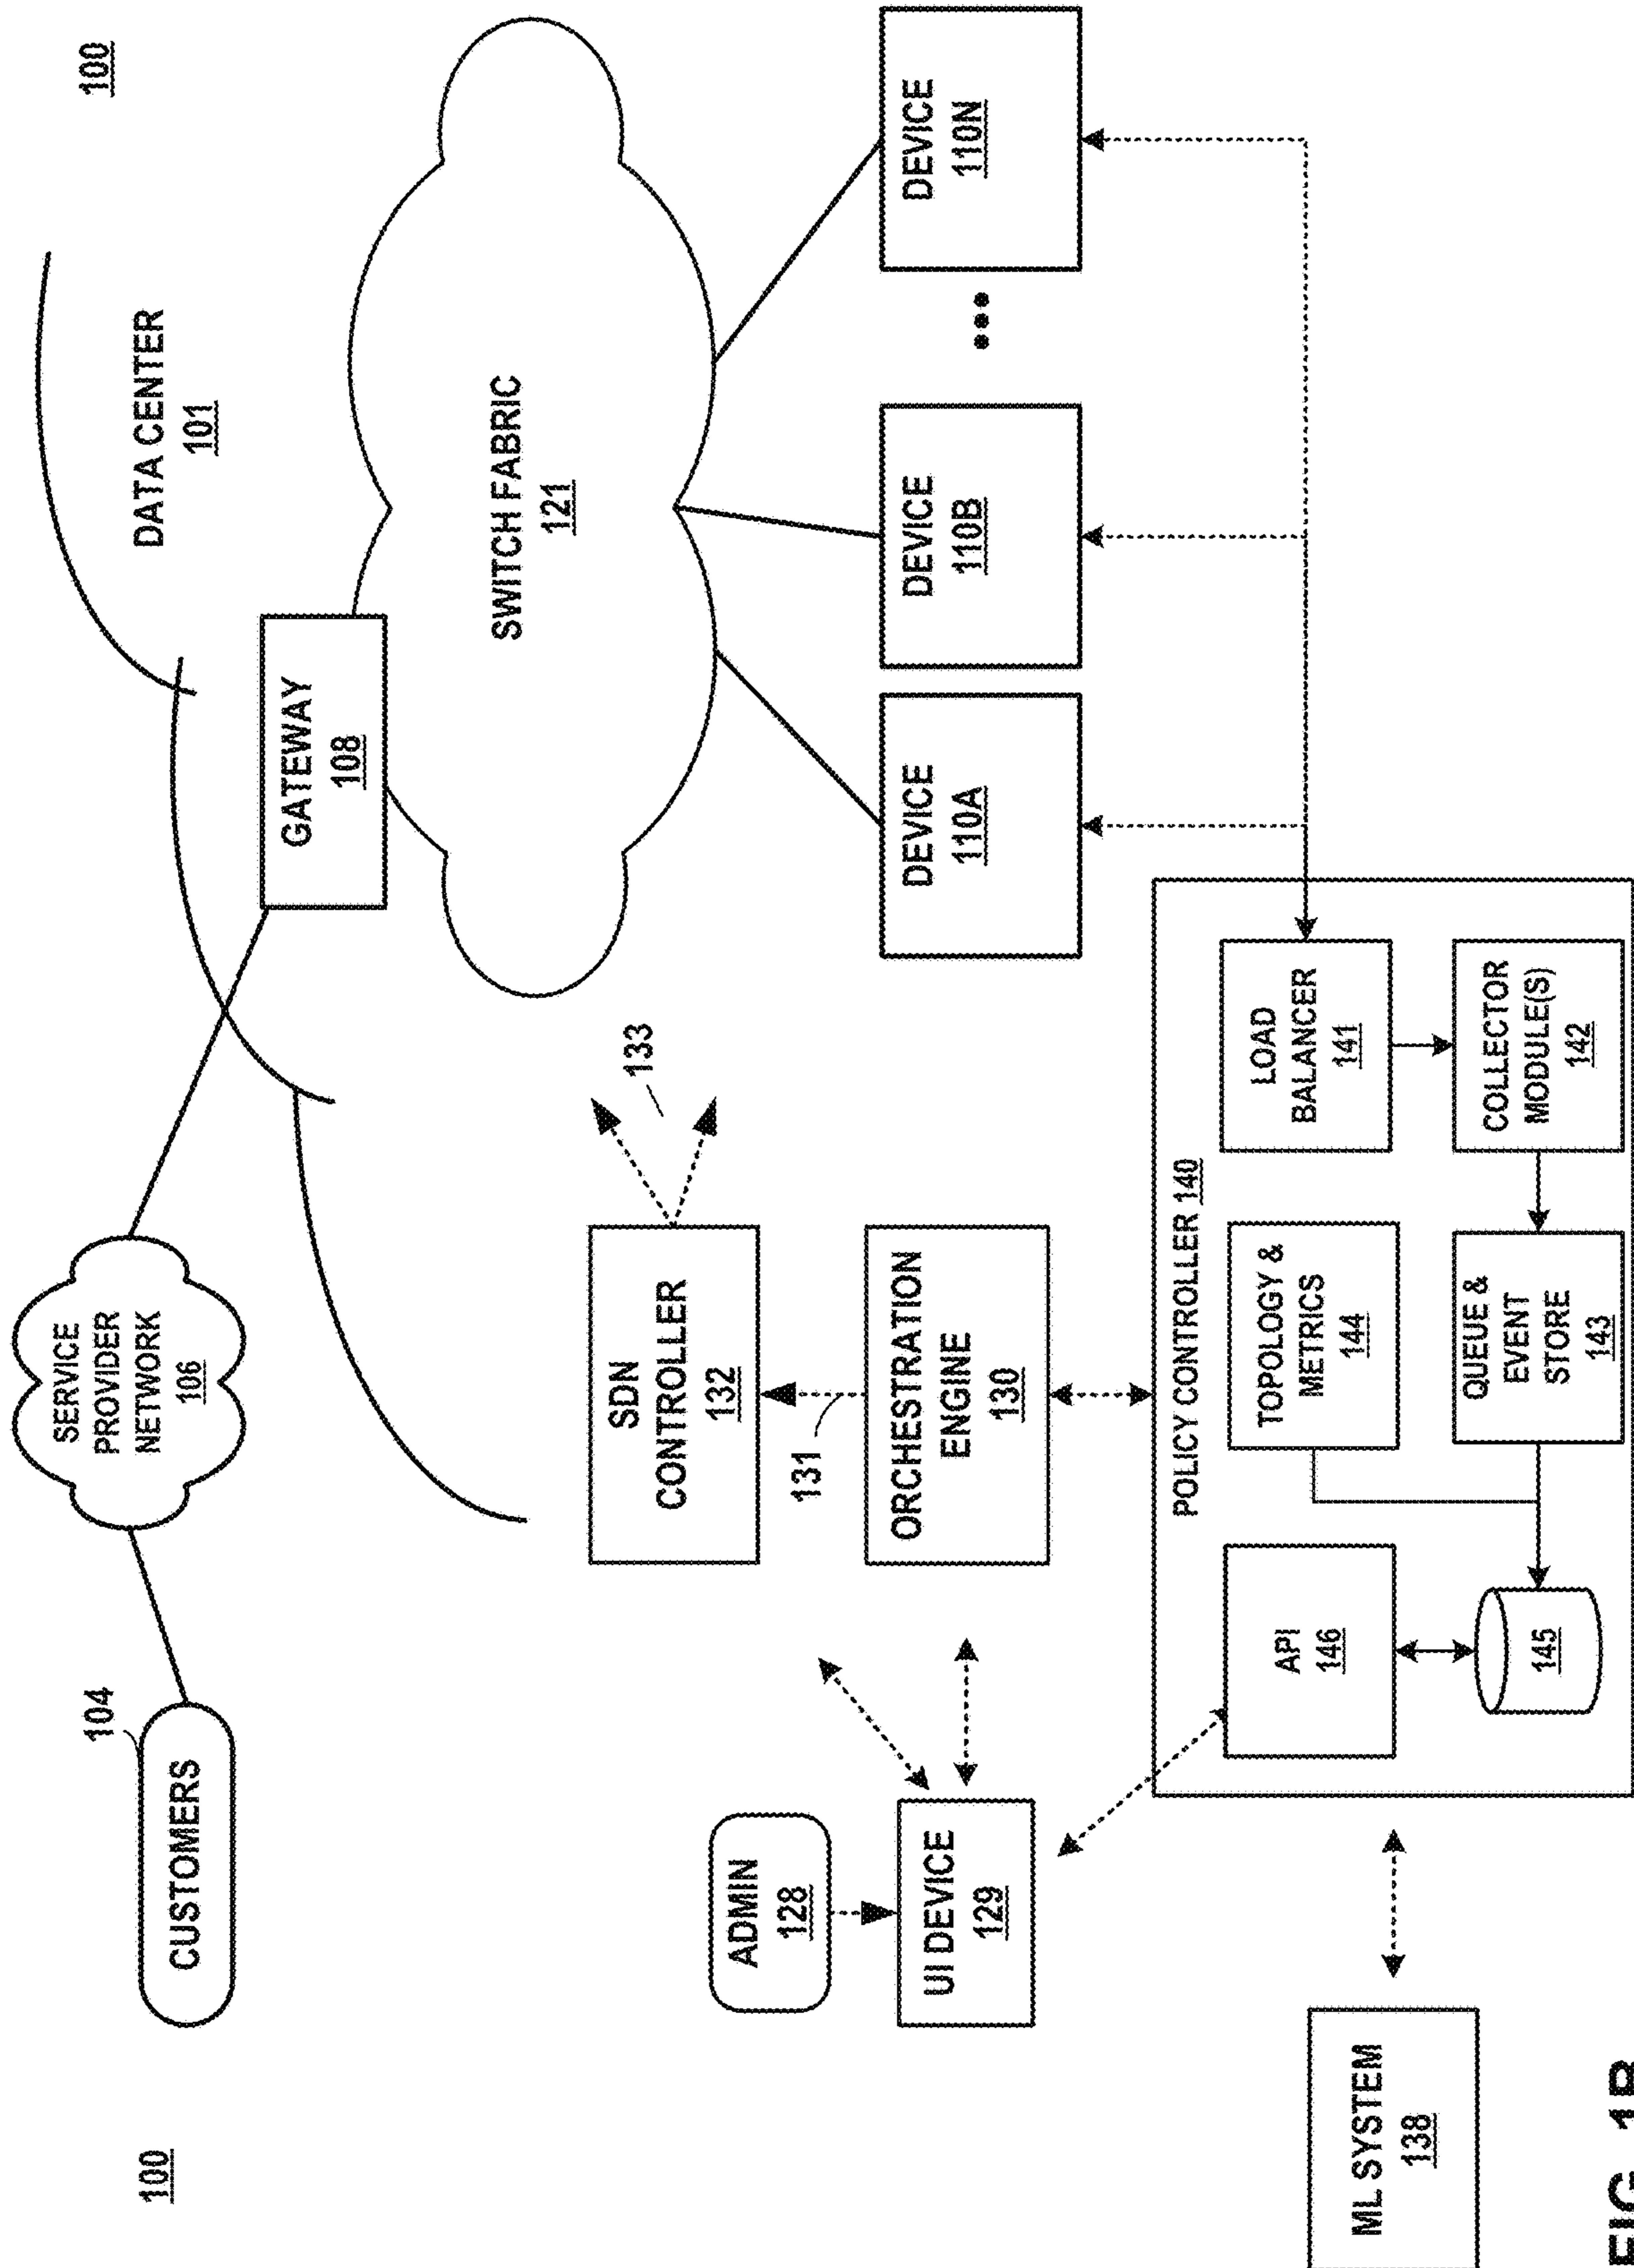 100
104
CUSTOMERS
SERVICE
PROVIDER
NETWORK
106
DATA CENTER
101
100
GATEWAY
108
SWITCH FABRIC
121
SDN
CONTROLLER
132
133
131
ORCHESTRATION
ENGINE
130
ADMIN
128
UI DEVICE
129
DEVICE
110A
DEVICE
110B
DEVICE
110N
POLICY CONTROLLER 140
API
146
TOPOLOGY &
METRICS
144
LOAD
BALANCER
141
145
QUEUE &
EVENT
STORE
143
COLLECTOR
MODULE(S)
142
ML SYSTEM
138
FIG. 1B